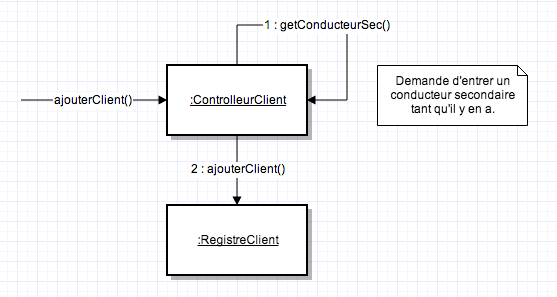 1 : getConducteurSec()
ajouterClient()
:ControlleurClient
Demande d'entrer un
conducteur secondaire
tant qu'il y en a.
2 : ajouterClient()
:RegistreClient